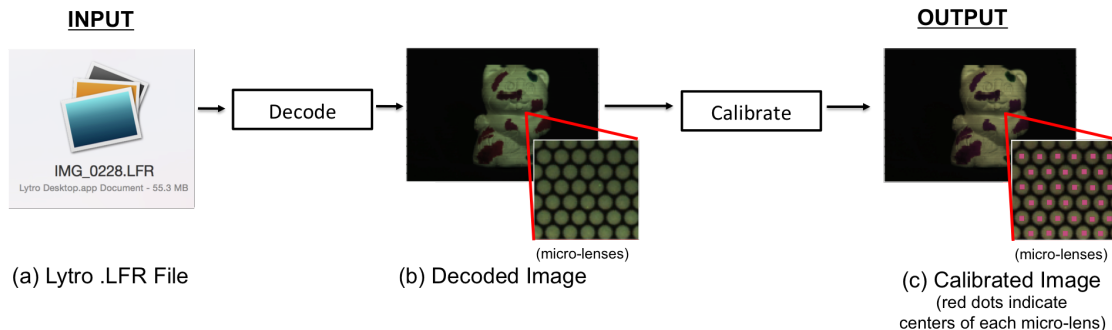 INPUT
OUTPUT
IMG_0228.LFR
Lytro Desktop.app Document - 55.3 MB
Decode
Calibrate
(micro-lenses)
(micro-lenses)
(a) Lytro .LFR File
(b) Decoded Image
(c) Calibrated Image
(red dots indicate
centers of each micro-lens)